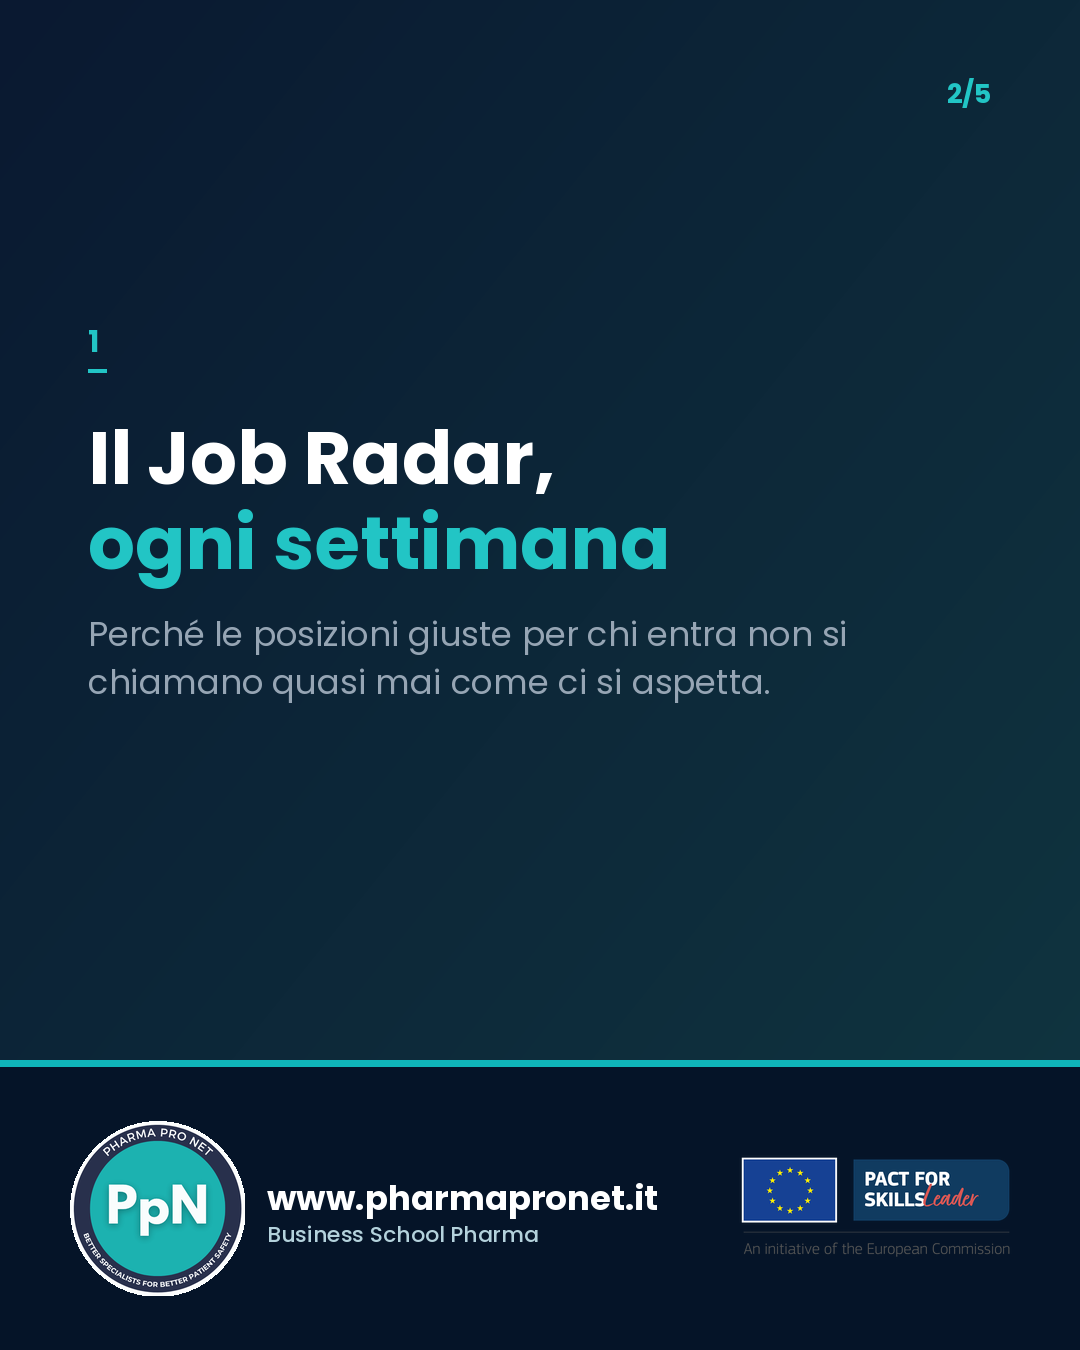 2/5
1
Il Job Radar,
ogni settimana
Perché le posizioni giuste per chi entra non si
chiamano quasi mai come ci si aspetta.
PHARMA PRO NET
PpN
BETTER SPECIALISTS FOR BETTER PATIENT SAFETY
www.pharmapronet.it
Business School Pharma
PACT FOR
SKILLS Leader
An initiative of the European Commission